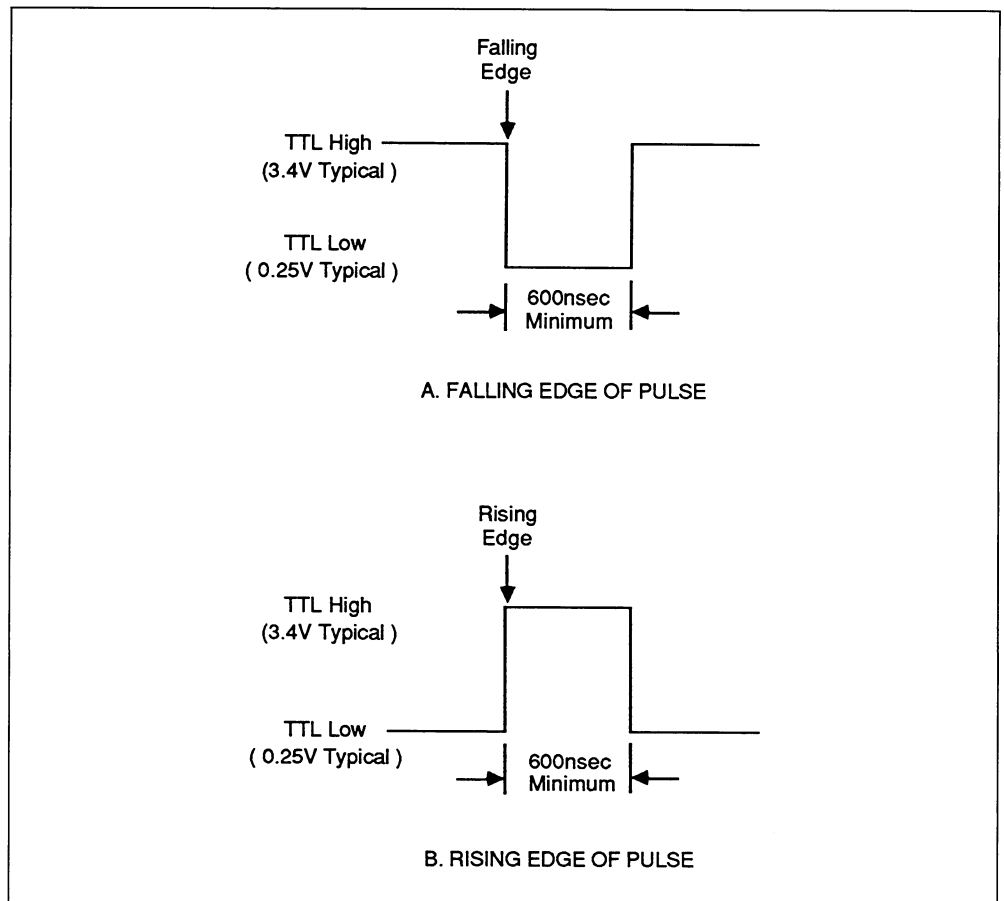 Falling
Edge
TTL High
(3.4V Typical )
TTL Low
( 0.25V Typical )
600nsec
Minimum
A. FALLING EDGE OF PULSE
Rising
Edge
TTL High
(3.4V Typical )
TTL Low
( 0.25V Typical )
600nsec
Minimum
B. RISING EDGE OF PULSE